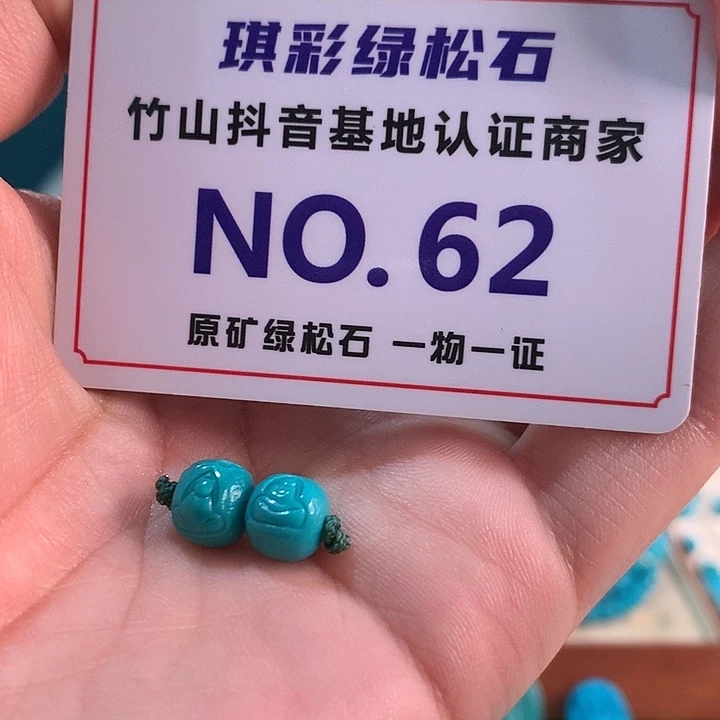 琪彩绿松石
竹山抖音基地认证商家
NO.62
原矿绿松石 一物一证